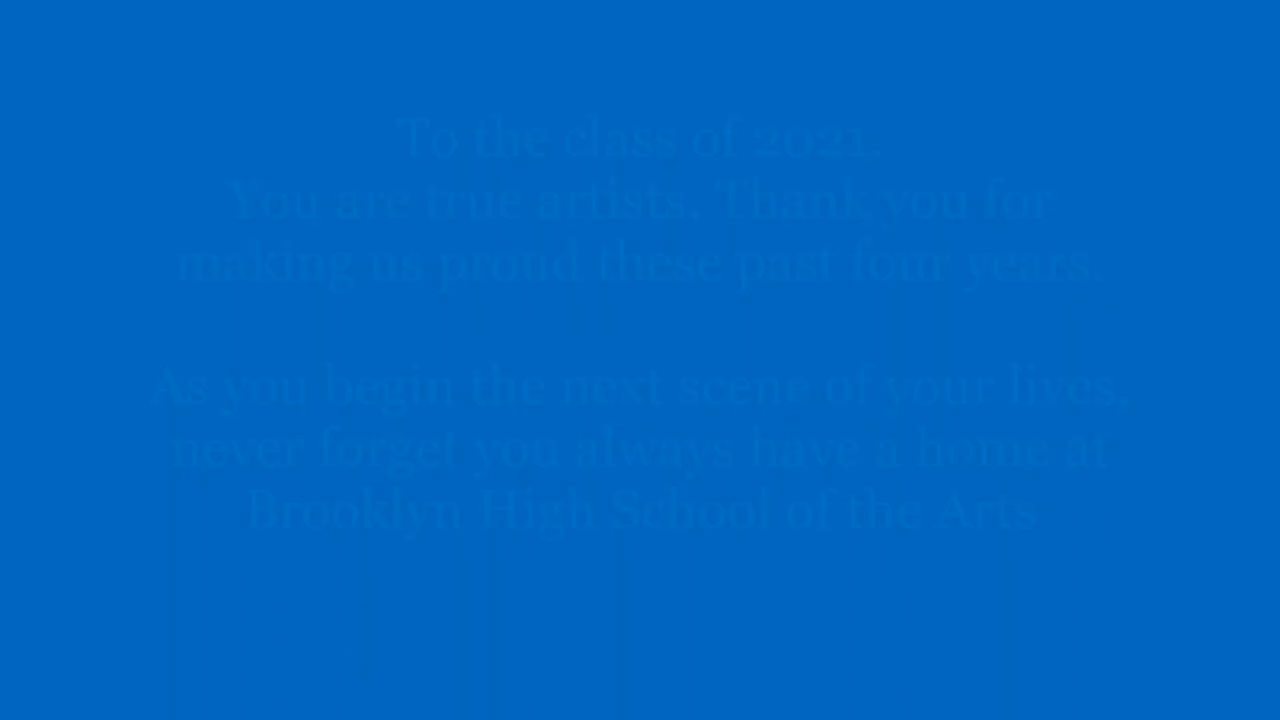 To the class of 2021.
You are true artists. Thank you for
making us proud these past four years.
As you begin the next scene of your lives,
never forget you always have a home at
Brooklyn High School of the Arts